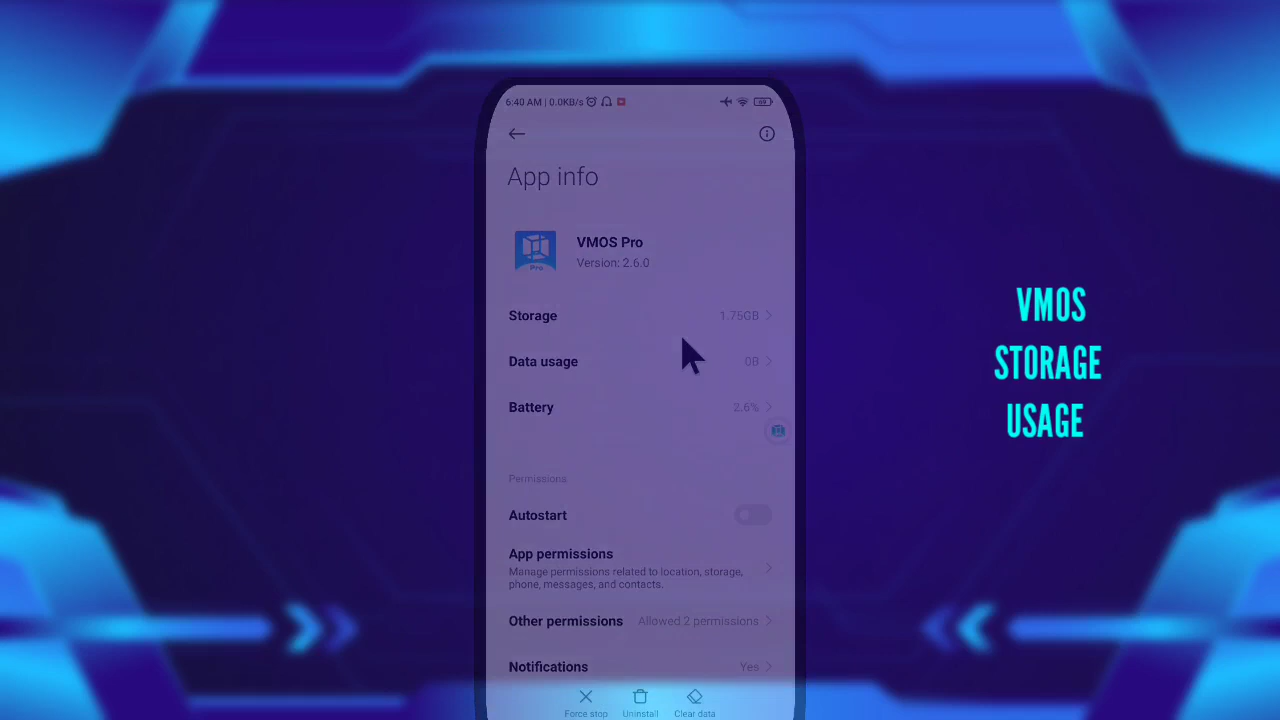 6:40 AM | 0.0KB/s
69
App info
VMOS Pro
Version: 2.6.0
Pro
Storage 1.75GB
Data usage 0B
Battery 2.6%
Permissions
Autostart
App permissions
Manage permissions related to location, storage,
phone, messages, and contacts.
Other permissions Allowed 2 permissions
Notifications Yes
Force stop Uninstall Clear data
VMOS
STORAGE
USAGE